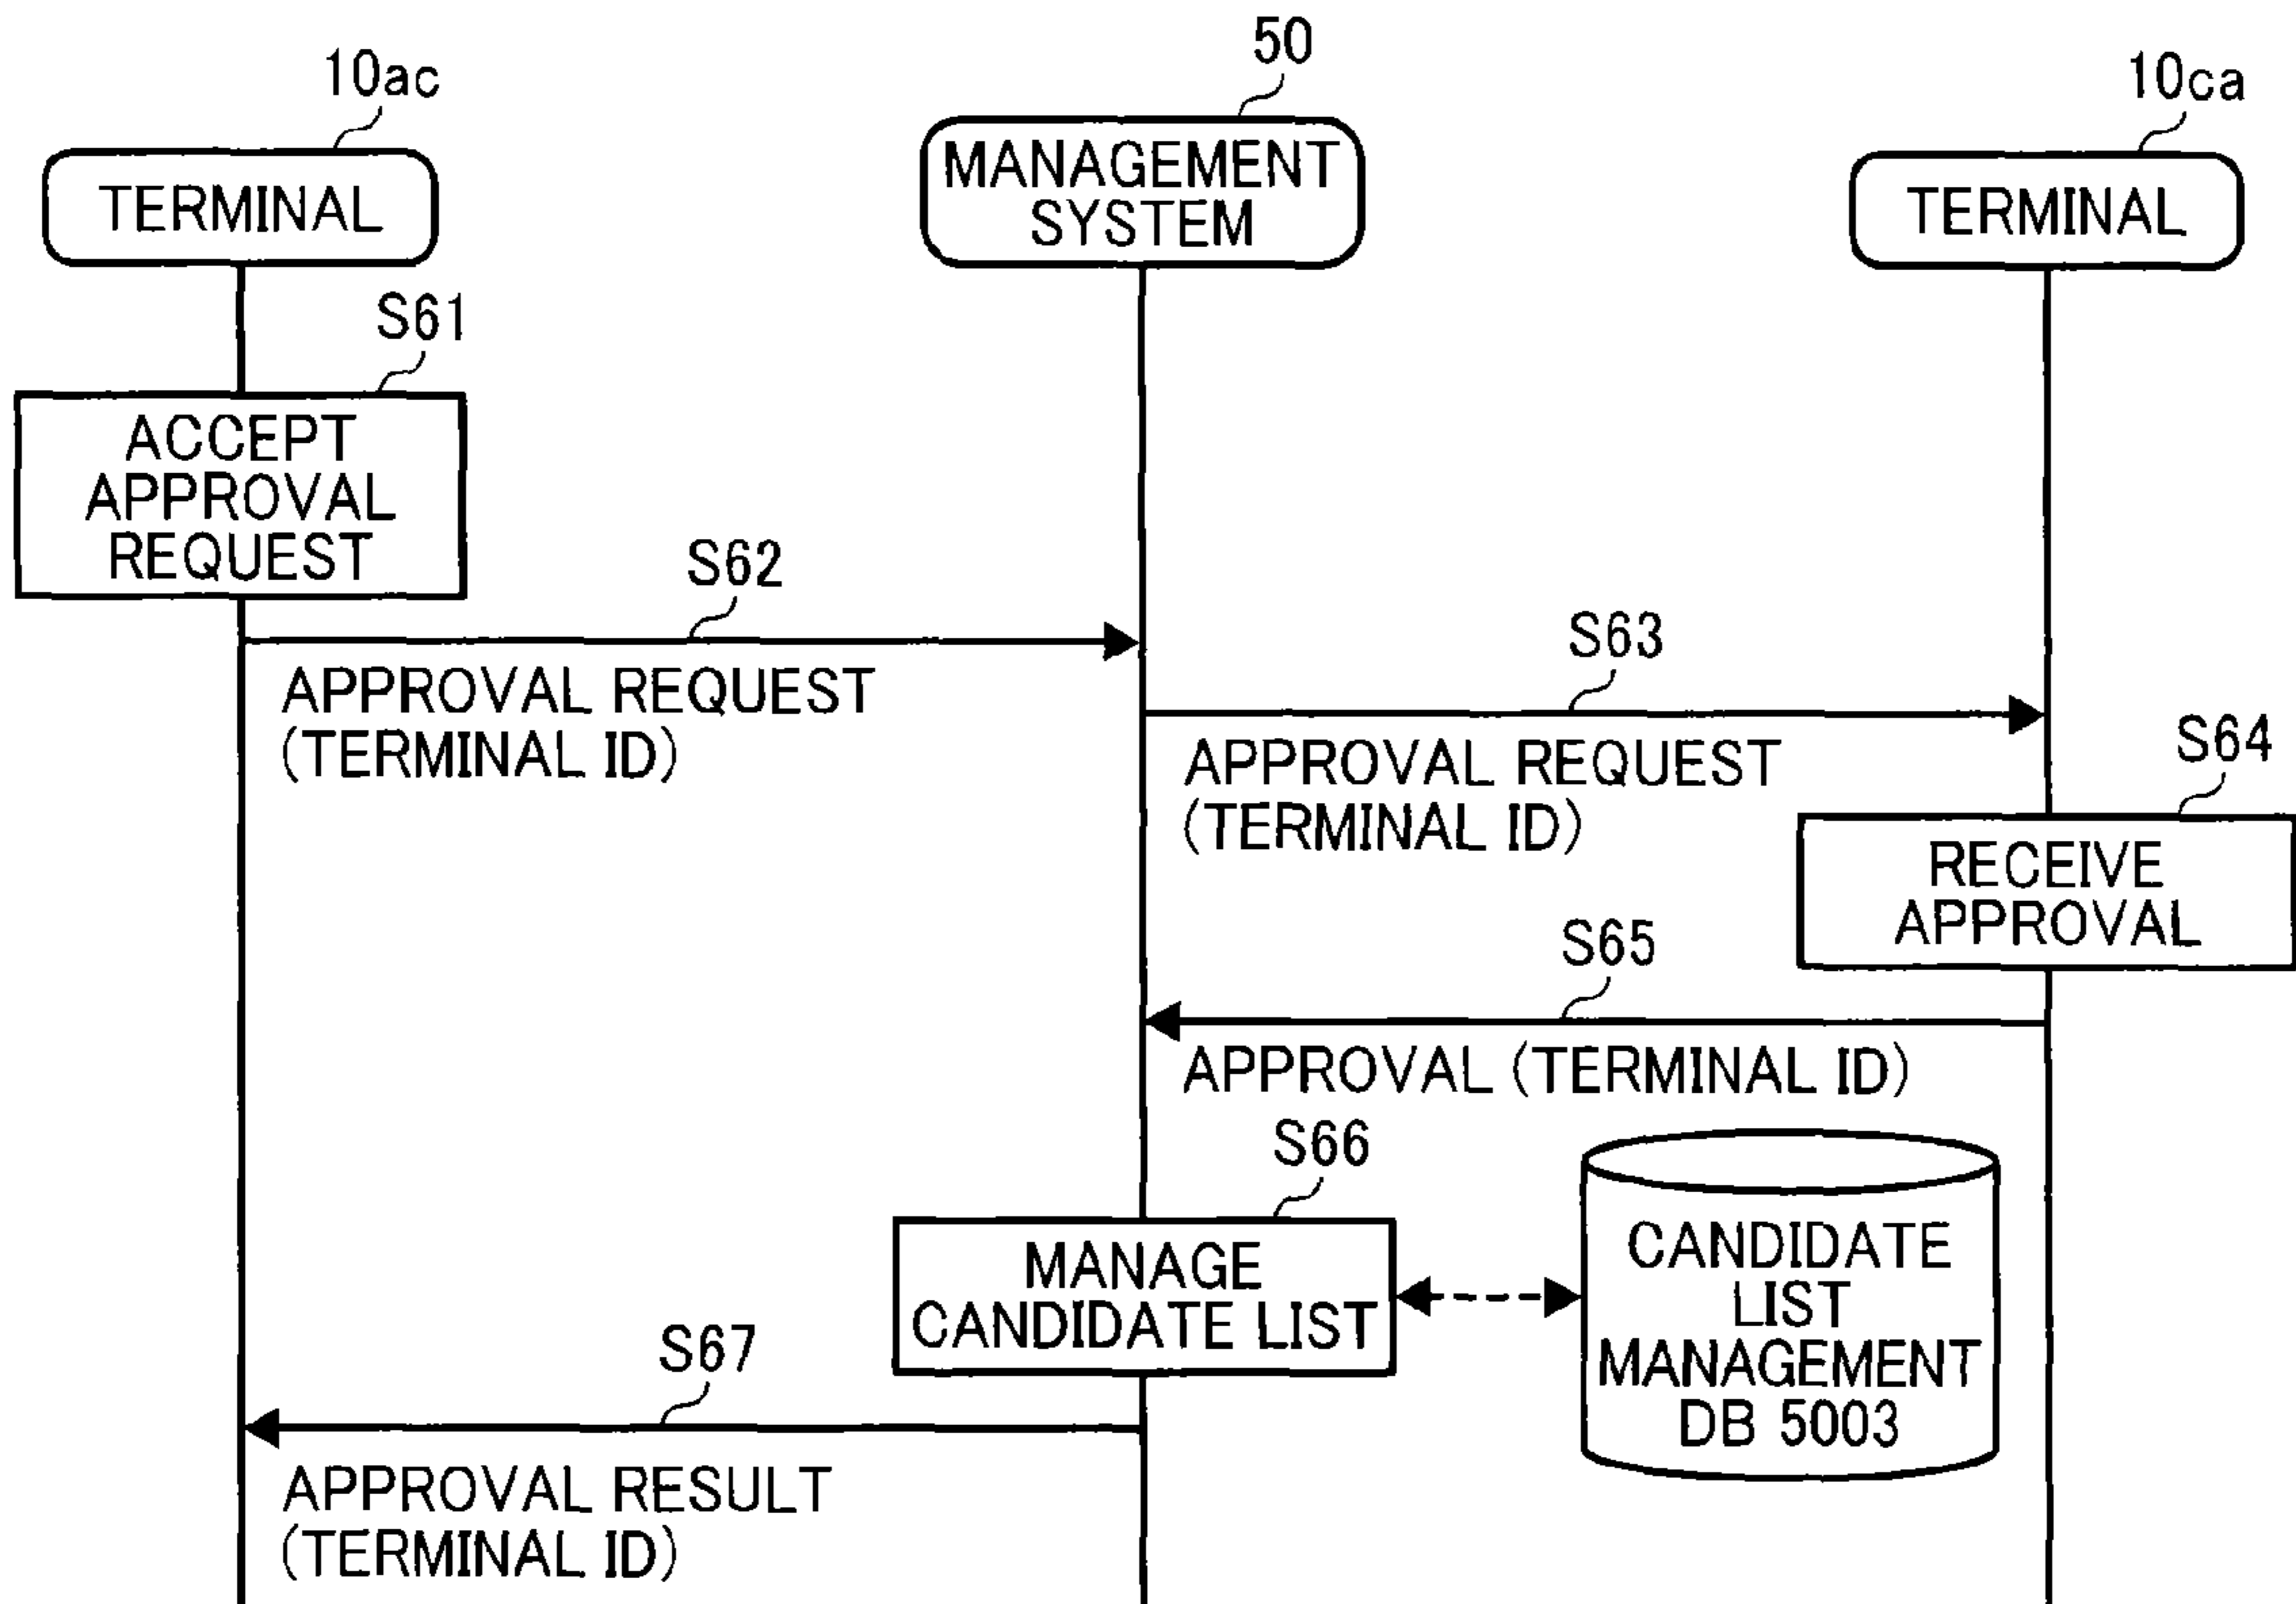 10ac
50
10ca
TERMINAL
MANAGEMENT
SYSTEM
TERMINAL
S61
ACCEPT
APPROVAL
REQUEST
S62
APPROVAL REQUEST
(TERMINAL ID)
S63
APPROVAL REQUEST
(TERMINAL ID)
S64
RECEIVE
APPROVAL
S65
APPROVAL (TERMINAL ID)
S66
MANAGE
CANDIDATE LIST
CANDIDATE
LIST
MANAGEMENT
DB 5003
S67
APPROVAL RESULT
(TERMINAL ID)